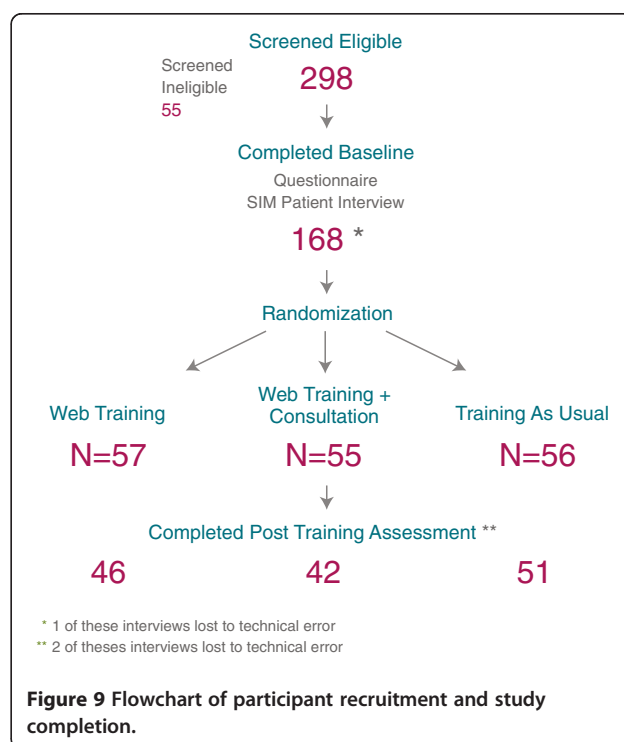 Screened Eligible
Screened
Ineligible
55
298
Completed Baseline
Questionnaire
SIM Patient Interview
168 *
Randomization
Web Training
N=57
Web Training +
Consultation
N=55
Training As Usual
N=56
Completed Post Training Assessment **
46 42 51
* 1 of these interviews lost to technical error
** 2 of theses interviews lost to technical error
Figure 9 Flowchart of participant recruitment and study
completion.